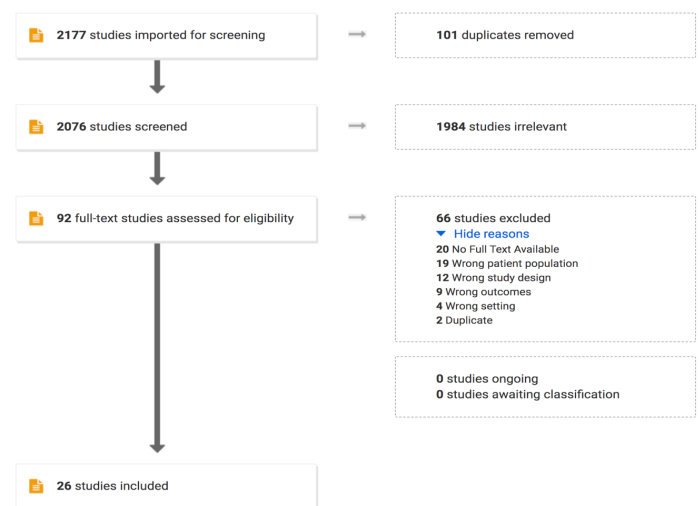 2177 studies imported for screening
101 duplicates removed
2076 studies screened
1984 studies irrelevant
92 full-text studies assessed for eligibility
66 studies excluded
Hide reasons
20 No Full Text Available
19 Wrong patient population
12 Wrong study design
9 Wrong outcomes
4 Wrong setting
2 Duplicate
0 studies ongoing
0 studies awaiting classification
26 studies included